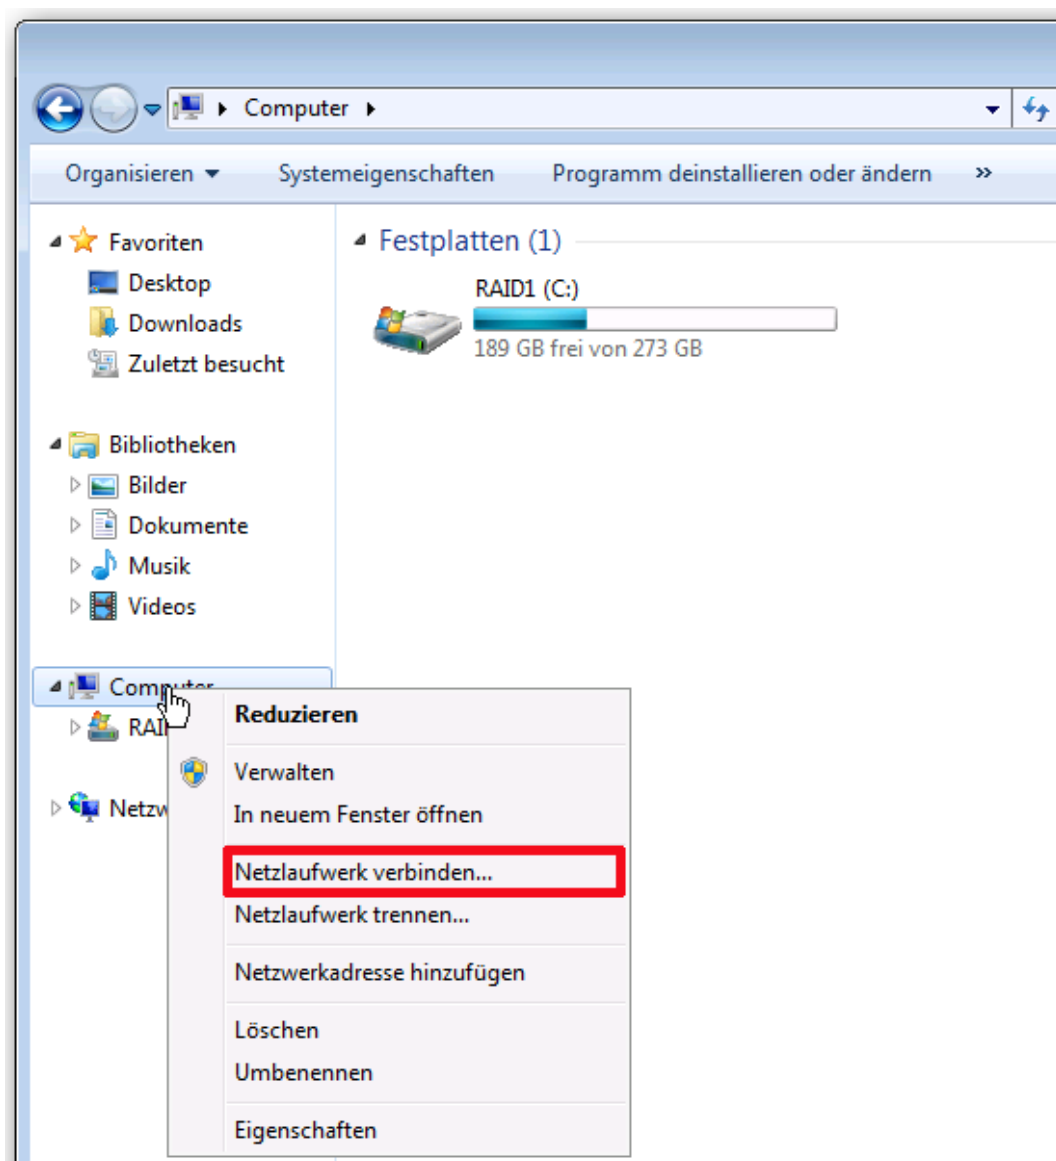 Computer
Organisieren
Systemeigenschaften
Programm deinstallieren oder ändern
»
Favoriten
Desktop
Downloads
Zuletzt besucht
Bibliotheken
Bilder
Dokumente
Musik
Videos
Computer
Festplatten (1)
RAID1 (C:)
189 GB frei von 273 GB
Reduzieren
Verwalten
In neuem Fenster öffnen
Netzlaufwerk verbinden...
Netzlaufwerk trennen...
Netzwerkadresse hinzufügen
Löschen
Umbenennen
Eigenschaften